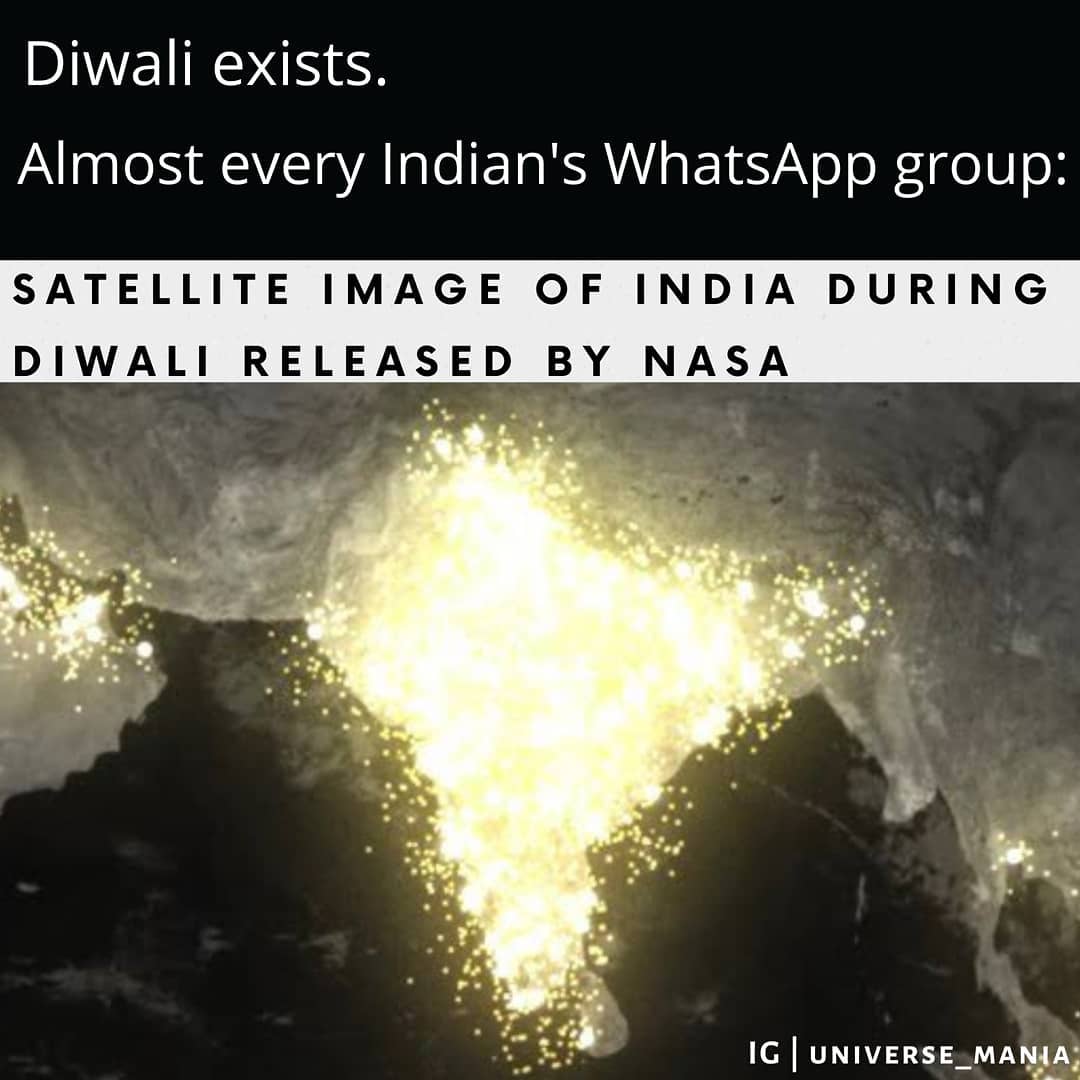 Diwali exists.
Almost every Indian's WhatsApp group:
SATELLITE IMAGE OF INDIA DURING
DIWALI RELEASED BY NASA
IG | UNIVERSE_MANIA